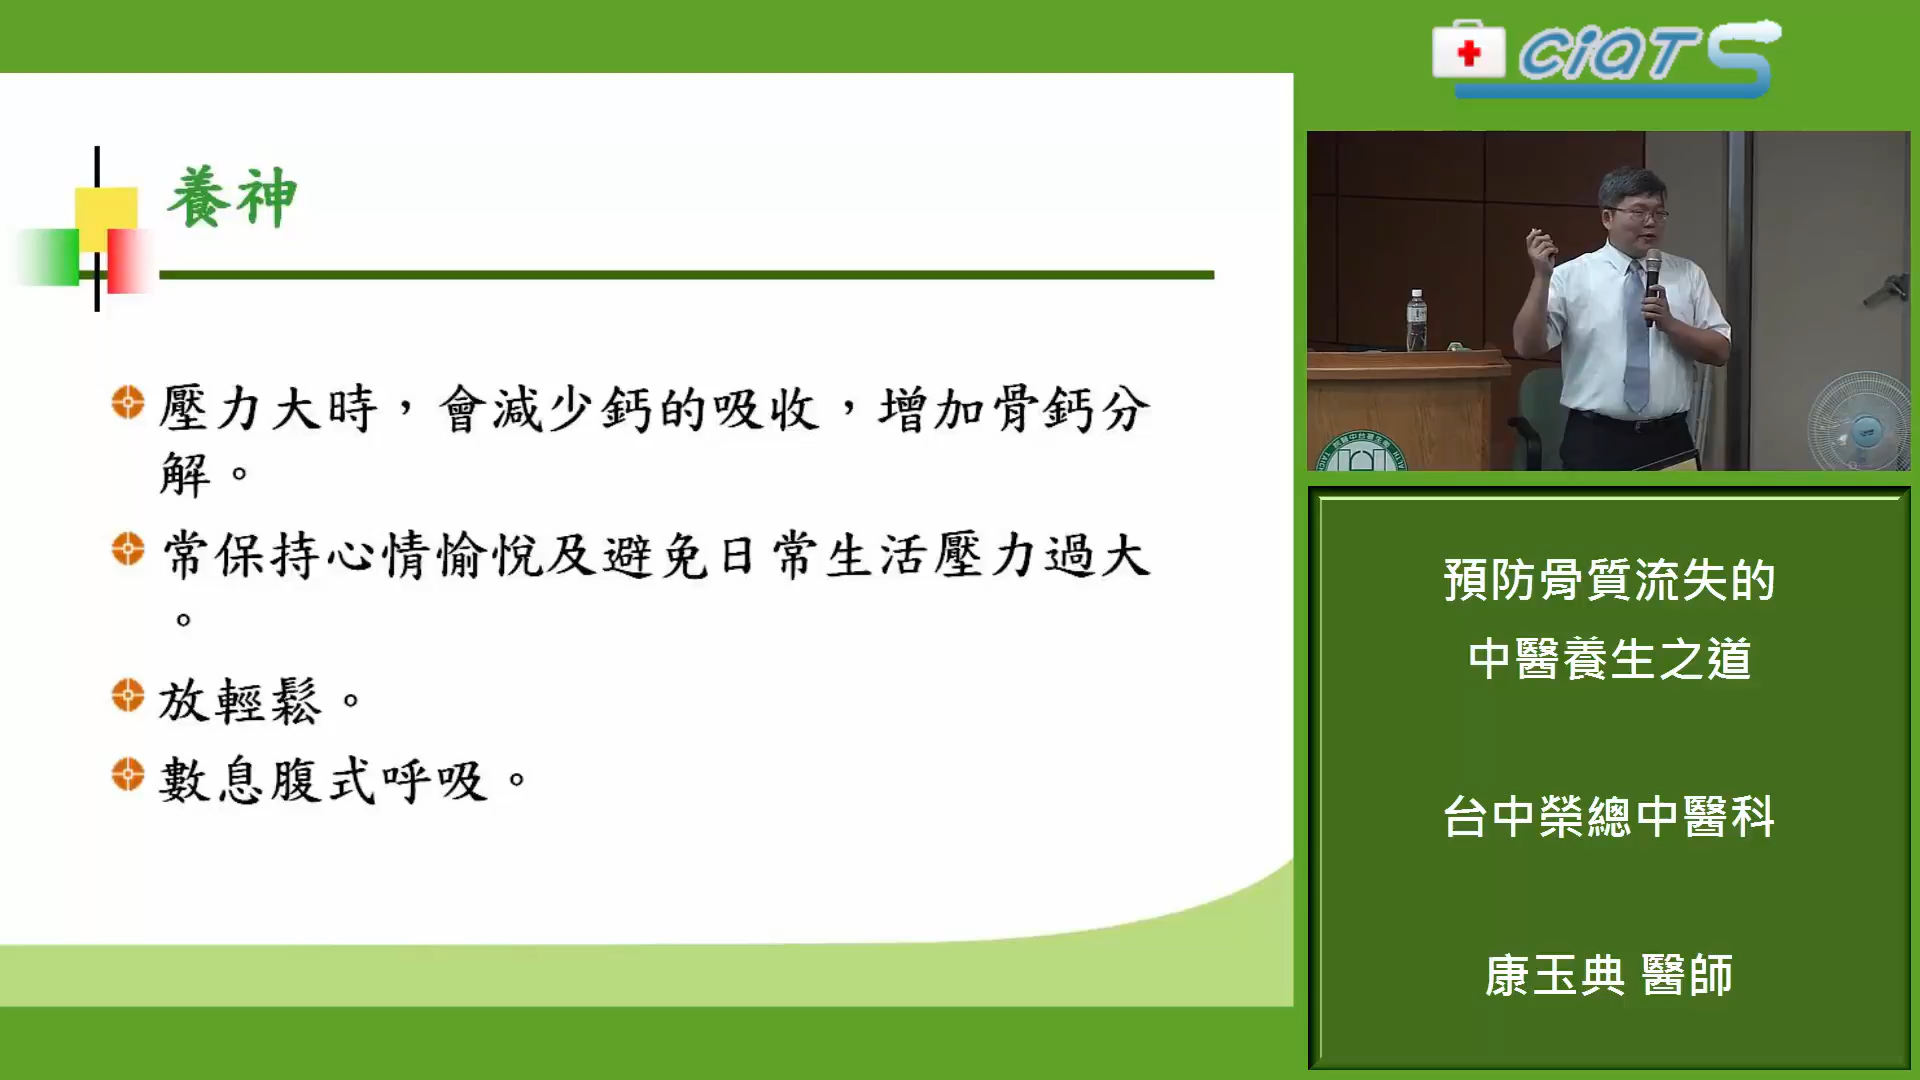 養神
壓力大時，會減少鈣的吸收，增加骨鈣分
解。
常保持心情愉悅及避免日常生活壓力過大
。
放輕鬆。
數息腹式呼吸。
CiATS
預防骨質流失的
中醫養生之道
台中榮總中醫科
康玉典 醫師